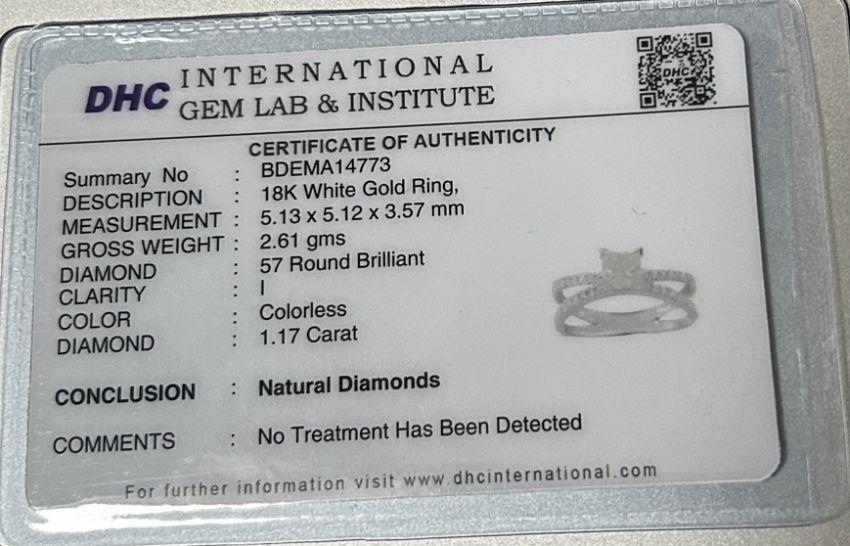 DHC INTERNATIONAL
GEM LAB & INSTITUTE
DHC
CERTIFICATE OF AUTHENTICITY
Summary No : BDEMA14773
DESCRIPTION : 18K White Gold Ring,
MEASUREMENT : 5.13 x 5.12 x 3.57 mm
GROSS WEIGHT : 2.61 gms
DIAMOND : 57 Round Brilliant
CLARITY : I
COLOR : Colorless
DIAMOND : 1.17 Carat
CONCLUSION : Natural Diamonds
COMMENTS : No Treatment Has Been Detected
For further information visit www.dhcinternational.com